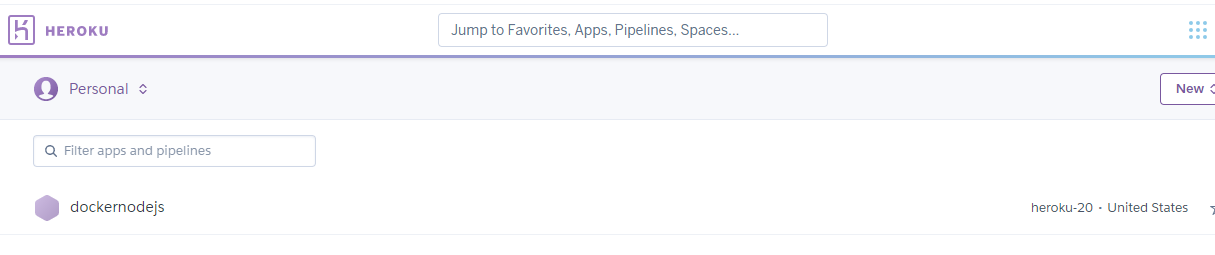 HEROKU
Jump to Favorites, Apps, Pipelines, Spaces...
Personal
New
Filter apps and pipelines
dockernodejs
heroku-20 · United States